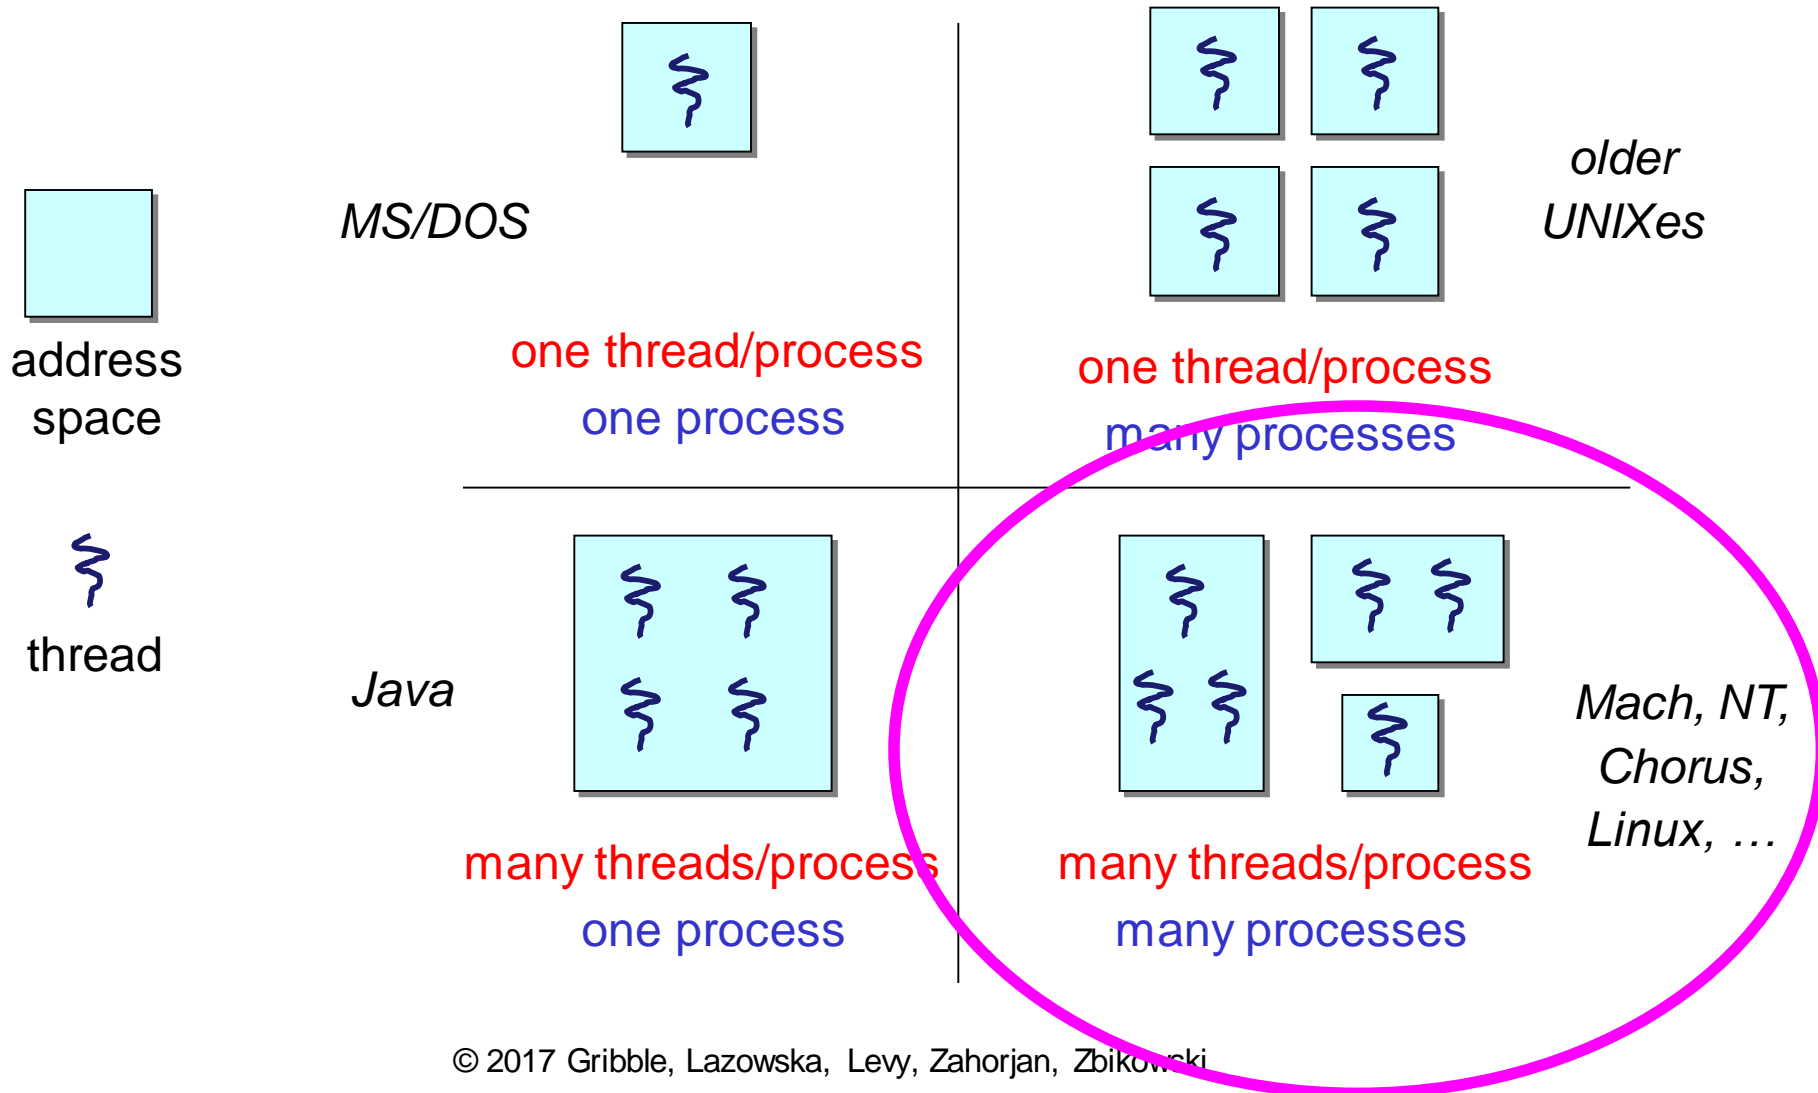 MS/DOS
one thread/process
one process
older
UNIXes
one thread/process
many processes
address
space
thread
Java
many threads/process
one process
Mach, NT,
Chorus,
Linux, …
many threads/process
many processes
© 2017 Gribble, Lazowska, Levy, Zahorjan, Zbikowski